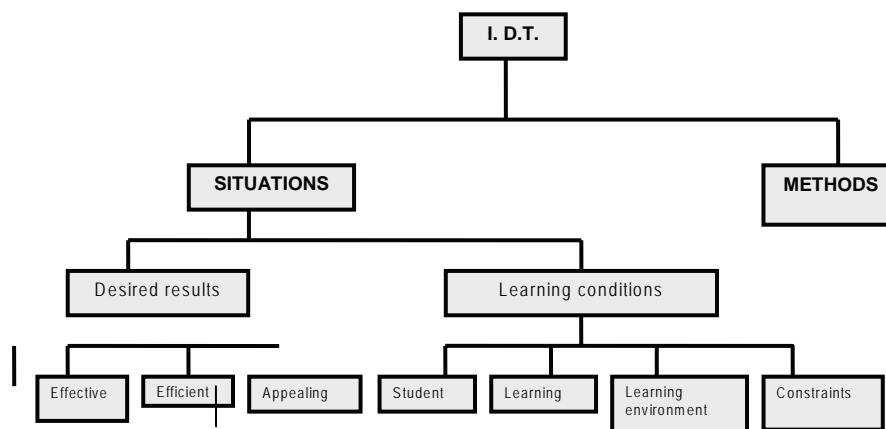 I. D.T.
SITUATIONS
METHODS
Desired results
Learning conditions
Effective
Efficient
Appealing
Student
Learning
Learning
environment
Constraints